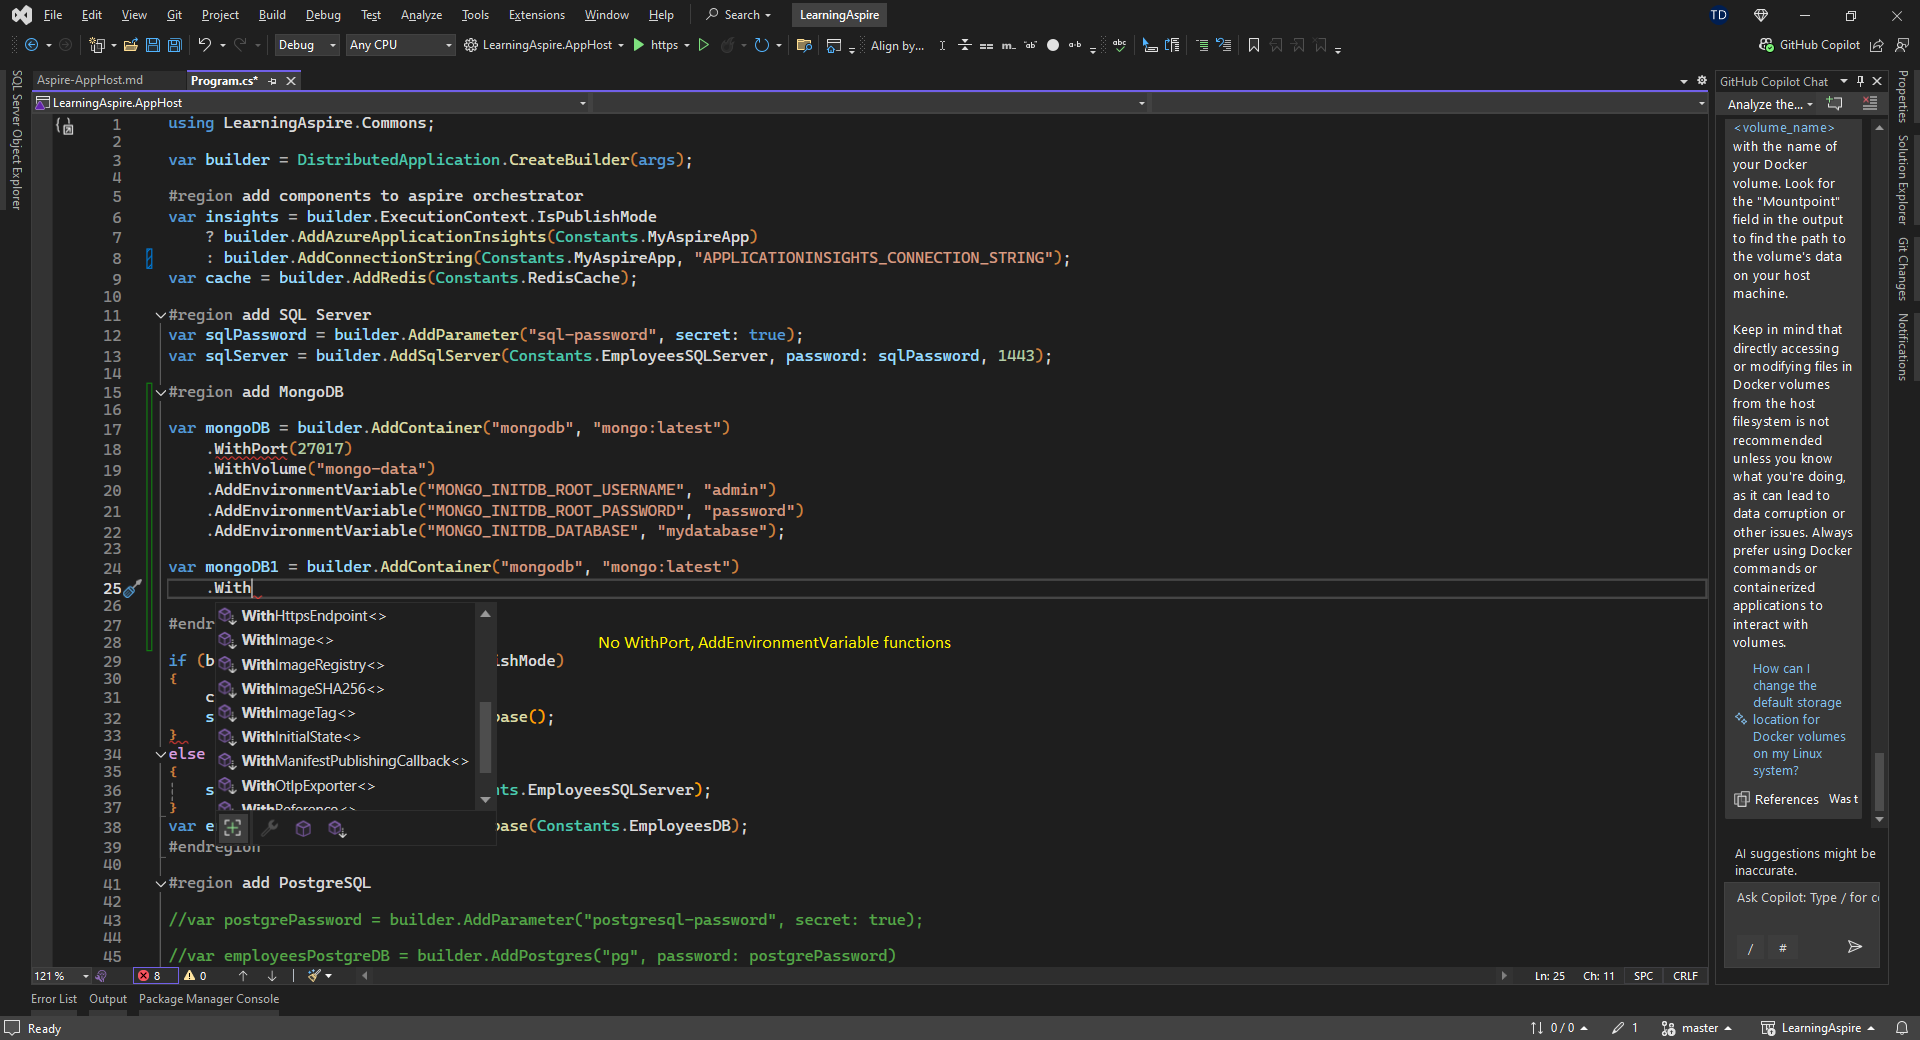 File Edit View Git Project Build Debug Test Analyze Tools Extensions Window Help Search LearningAspire TD
Debug Any CPU LearningAspire.AppHost https Align by... GitHub Copilot
SQL Server Object Explorer
Aspire-AppHost.md Program.cs*
LearningAspire.AppHost
1 using LearningAspire.Commons;
2
3 var builder = DistributedApplication.CreateBuilder(args);
4
5 #region add components to aspire orchestrator
6 var insights = builder.ExecutionContext.IsPublishMode
7 ? builder.AddAzureApplicationInsights(Constants.MyAspireApp)
8 : builder.AddConnectionString(Constants.MyAspireApp, "APPLICATIONINSIGHTS_CONNECTION_STRING");
9 var cache = builder.AddRedis(Constants.RedisCache);
10
11 #region add SQL Server
12 var sqlPassword = builder.AddParameter("sql-password", secret: true);
13 var sqlServer = builder.AddSqlServer(Constants.EmployeesSQLServer, password: sqlPassword, 1443);
14
15 #region add MongoDB
16
17 var mongoDB = builder.AddContainer("mongodb", "mongo:latest")
18 .WithPort(27017)
19 .WithVolume("mongo-data")
20 .AddEnvironmentVariable("MONGO_INITDB_ROOT_USERNAME", "admin")
21 .AddEnvironmentVariable("MONGO_INITDB_ROOT_PASSWORD", "password")
22 .AddEnvironmentVariable("MONGO_INITDB_DATABASE", "mydatabase");
23
24 var mongoDB1 = builder.AddContainer("mongodb", "mongo:latest")
25 .With
26
27 #endr
28
29 if (b ishMode)
30 {
31 c
32 s base();
33 }
34 else
35 {
36 s nts.EmployeesSQLServer);
37 }
38 var e base(Constants.EmployeesDB);
39 #endregion
40
41 #region add PostgreSQL
42
43 //var postgrePassword = builder.AddParameter("postgresql-password", secret: true);
44
45 //var employeesPostgreDB = builder.AddPostgres("pg", password: postgrePassword)
WithHttpsEndpoint<>
WithImage<>
WithImageRegistry<>
WithImageSHA256<>
WithImageTag<>
WithInitialState<>
WithManifestPublishingCallback<>
WithOtlpExporter<>
WithReference<>
No WithPort, AddEnvironmentVariable functions
121 % 8 0 Ln: 25 Ch: 11 SPC CRLF
Error List Output Package Manager Console
Ready 0 / 0 1 master LearningAspire
GitHub Copilot Chat
Analyze the...
<volume_name>
with the name of
your Docker
volume. Look for
the "Mountpoint"
field in the output
to find the path to
the volume's data
on your host
machine.
Keep in mind that
directly accessing
or modifying files in
Docker volumes
from the host
filesystem is not
recommended
unless you know
what you're doing,
as it can lead to
data corruption or
other issues. Always
prefer using Docker
commands or
containerized
applications to
interact with
volumes.
How can I
change the
default storage
location for
Docker volumes
on my Linux
system?
References Was t
AI suggestions might be
inaccurate.
Ask Copilot: Type / for c
/ #
Properties
Solution Explorer
Git Changes
Notifications